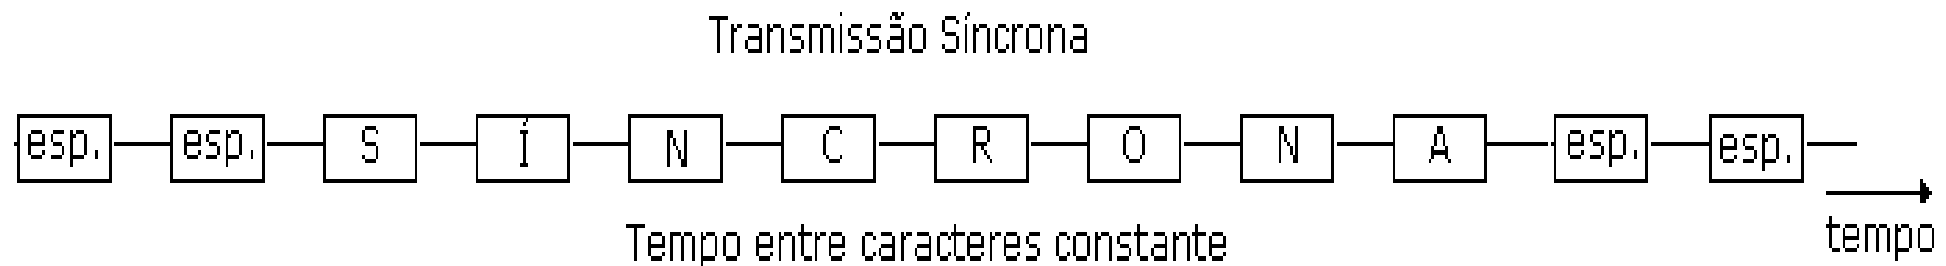 Transmissão Síncrona
esp. esp. S Í N C R O N A esp. esp.
tempo
Tempo entre caracteres constante